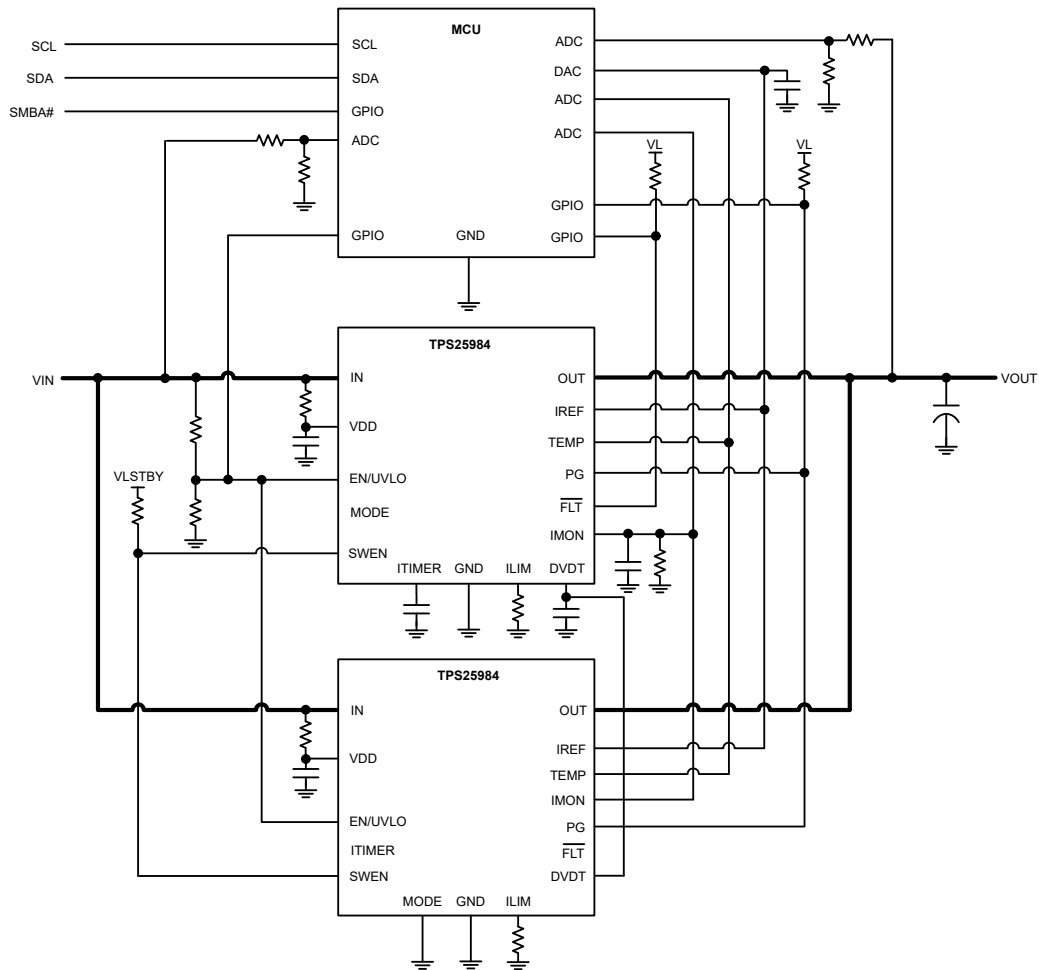 MCU
SCL
SCL
ADC
SDA
SDA
DAC
SMBA#
GPIO
ADC
ADC
ADC
VL
VL
GPIO
GPIO
GND
GPIO
TPS25984
VIN
IN
OUT
VOUT
IREF
VDD
TEMP
VLSTBY
EN/UVLO
PG
MODE
FLT
SWEN
IMON
ITIMER
GND
ILIM
DVDT
TPS25984
IN
OUT
VDD
IREF
TEMP
IMON
EN/UVLO
PG
ITIMER
FLT
SWEN
DVDT
MODE
GND
ILIM